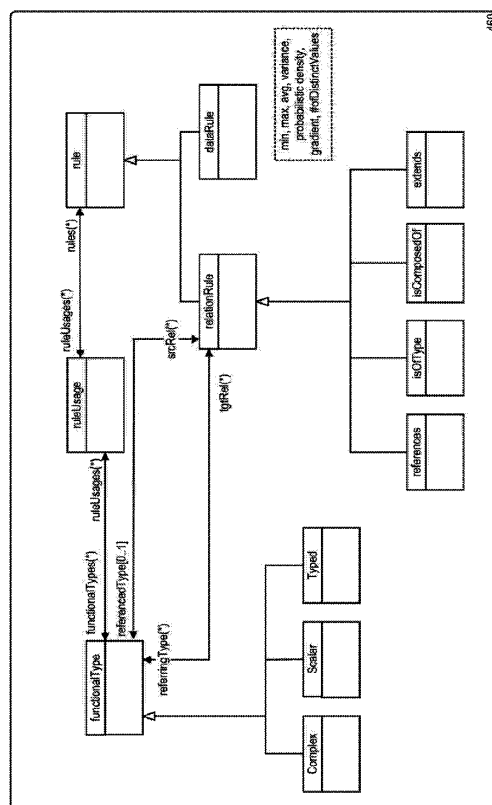 functionalType
functionalTypes(*)
ruleUsages(*)
ruleUsage
ruleUsages(*)
rules(*)
rule
referencedType[0..1]
srcRel(*)
referringType(*)
tgtRel(*)
relationRule
dataRule
min, max, avg, variance,
probabilistic density,
gradient, #ofDistinctValues
Complex
Scalar
Typed
references
isOfType
isComposedOf
extends
460